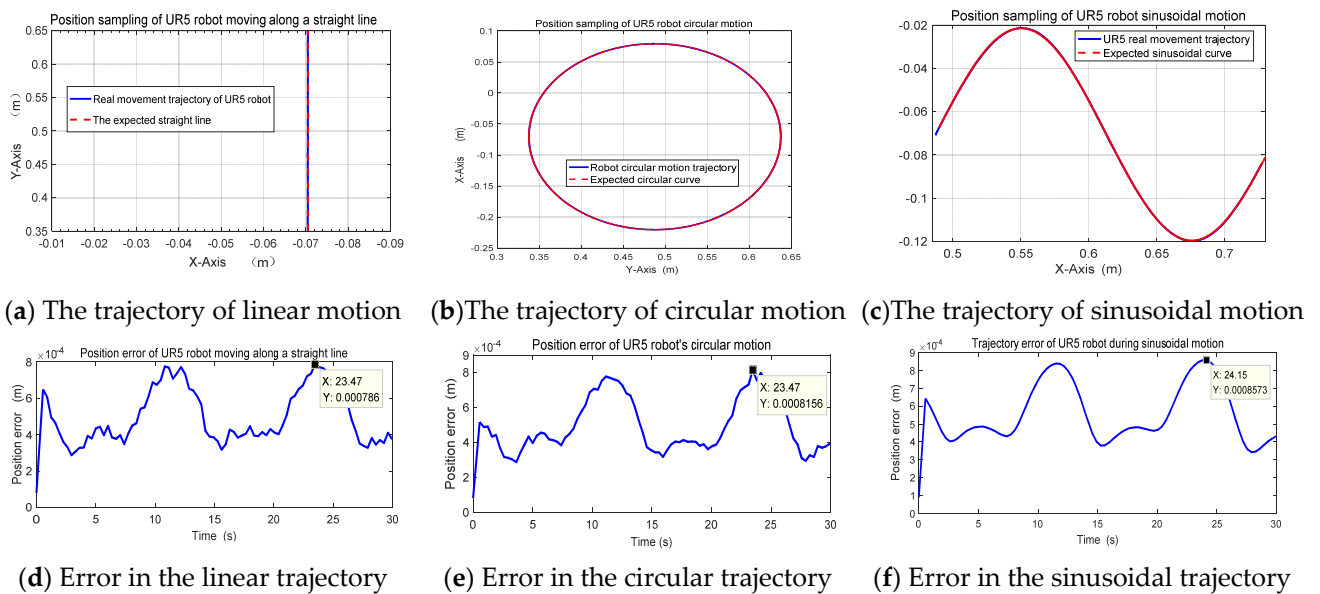 Position sampling of UR5 robot moving along a straight line
0.65
0.6
0.55
0.5
0.45
0.4
0.35
Y-Axis (m)
Real movement trajectory of UR5 robot
The expected straight line
-0.01 -0.02 -0.03 -0.04 -0.05 -0.06 -0.07 -0.08 -0.09
X-Axis (m)
Position sampling of UR5 robot circular motion
0.1
0.05
0
-0.05
-0.1
-0.15
-0.2
-0.25
X-Axis (m)
Robot circular motion trajectory
Expected circular curve
0.3 0.35 0.4 0.45 0.5 0.55 0.6 0.65
Y-Axis (m)
Position sampling of UR5 robot sinusoidal motion
-0.02
-0.04
-0.06
-0.08
-0.1
-0.12
UR5 real movement trajectory
Expected sinusoidal curve
0.5 0.55 0.6 0.65 0.7
X-Axis (m)
(a) The trajectory of linear motion
(b)The trajectory of circular motion
(c)The trajectory of sinusoidal motion
Position error of UR5 robot moving along a straight line
×10-4
8
6
4
2
0
Position error (m)
X: 23.47
Y: 0.000786
0 5 10 15 20 25 30
Time (s)
Position error of UR5 robot's circular motion
×10-4
9
8
6
4
2
0
Position error (m)
X: 23.47
Y: 0.0008156
0 5 10 15 20 25 30
Time (s)
Trajectory error of UR5 robot during sinusoidal motion
×10-4
9
8
7
6
5
4
3
2
1
0
Position error (m)
X: 24.15
Y: 0.0008573
0 5 10 15 20 25 30
Time (s)
(d) Error in the linear trajectory
(e) Error in the circular trajectory
(f) Error in the sinusoidal trajectory